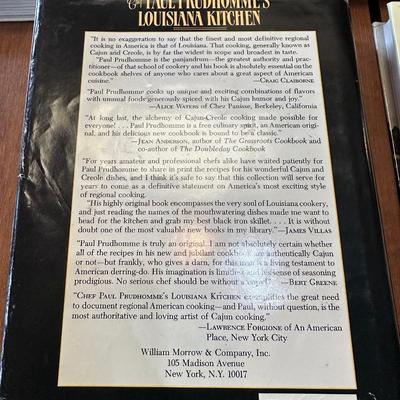 PAUL PRUDHOMME'S
LOUISIANA KITCHEN
"It is no exaggeration to say that the finest and most definitive regional
cooking in America is that of Louisiana. That cooking, generally known as
Cajun and Creole, is by far the widest in scope and broadest in taste.
"Paul Prudhomme is the panjandrum—the greatest authority and prac-
titioner—of that school of cookery and his book is absolutely essential on the
cookbook shelves of anyone who cares about a great aspect of American
cuisine." —CRAIG CLAIBORNE
"Paul Prudhomme cooks up unique and exciting combinations of flavors
with unusual foods generously spiced with his Cajun humor and joy."
—ALICE WATERS of Chez Panisse, Berkeley, California
"At long last, the alchemy of Cajun-Creole cooking made possible for
everyone! . . . Paul Prudhomme is a free culinary spirit, an American origi-
nal, and his delicious new cookbook is bound to be a classic."
—JEAN ANDERSON, author of The Grassroots Cookbook and
co-author of The Doubleday Cookbook
"For years amateur and professional chefs alike have waited patiently for
Paul Prudhomme to share in print the recipes for his wonderful Cajun and
Creole dishes, and I think it's safe to say that this collection will serve for
years to come as a definitive statement on America's most exciting style
of regional cooking.
"His highly original book encompasses the very soul of Louisiana cookery,
and just reading the names of the mouthwatering dishes made me want to
head for the kitchen and grab my best black iron skillet. . . . It is without
doubt one of the most valuable new books in my library."—JAMES VILLAS
"Paul Prudhomme is truly an original. I am not absolutely certain whether
all of the recipes in his new and jubilant cookbook are authentically Cajun
or not—but frankly, who gives a darn, for this man is a living testament to
American derring-do. His imagination is limitless and his sense of seasoning
prodigious. No serious chef should be without a copy." —BERT GREENE
"CHEF PAUL PRUDHOMME'S LOUISIANA KITCHEN exemplifies the great need
to document regional American cooking—and Paul, without question, is the
most authoritative and loving artist of Cajun cooking."
—LAWRENCE FORGIONE of An American
Place, New York City
William Morrow & Company, Inc.
105 Madison Avenue
New York, N.Y. 10017